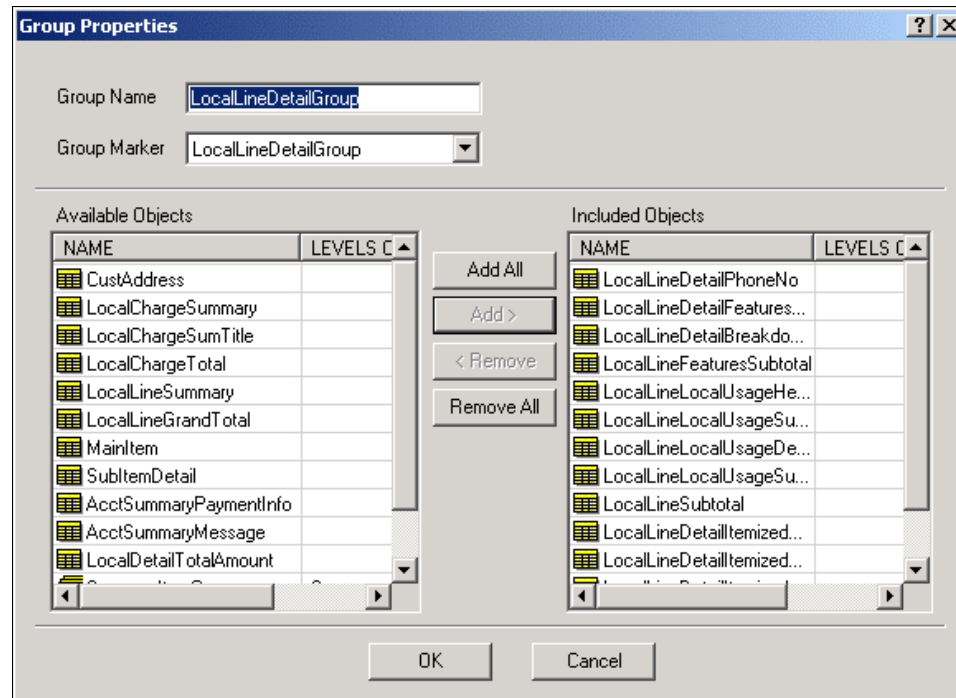 Group Properties
Group Name LocalLineDetailGroup
Group Marker LocalLineDetailGroup
Available Objects
NAME LEVELS C
CustAddress
LocalChargeSummary
LocalChargeSumTitle
LocalChargeTotal
LocalLineSummary
LocalLineGrandTotal
MainItem
SubItemDetail
AcctSummaryPaymentInfo
AcctSummaryMessage
LocalDetailTotalAmount
Add All
Add >
< Remove
Remove All
Included Objects
NAME LEVELS C
LocalLineDetailPhoneNo
LocalLineDetailFeatures...
LocalLineDetailBreakdo...
LocalLineFeaturesSubtotal
LocalLineLocalUsageHe...
LocalLineLocalUsageSu...
LocalLineLocalUsageDe...
LocalLineLocalUsageSu...
LocalLineSubtotal
LocalLineDetailItemized...
LocalLineDetailItemized...
OK Cancel